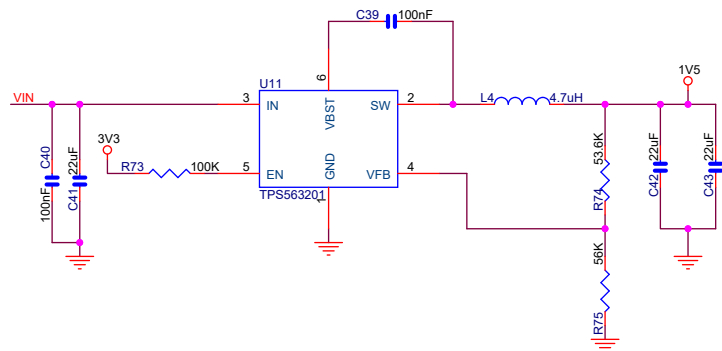 C39
100nF
1V5
U11
6
VIN
3
IN
VBST
SW
2
L4
4.7uH
3V3
R73
100K
5
EN
GND
VFB
4
TPS563201
1
C40
100nF
C41
22uF
53.6K
R74
22uF
C42
22uF
C43
56K
R75